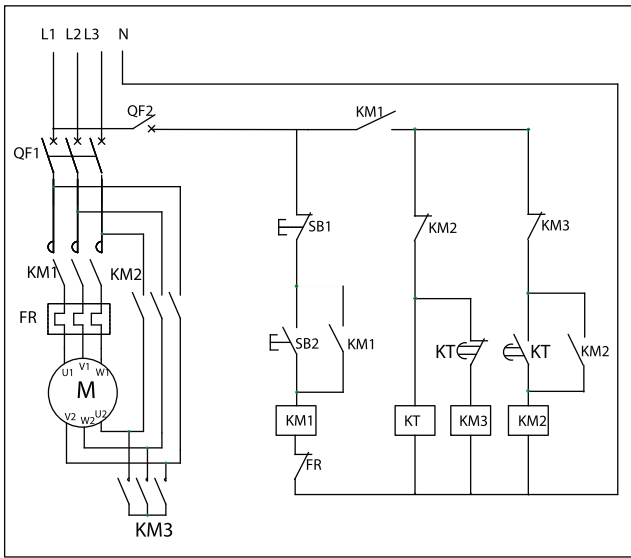 L1 L2 L3 N
QF2 KM1
QF1
SB1 KM2 KM3
KM1 KM2
FR
SB2 KM1 KT KT KM2
U1 V1 W1
M
V2 W2 U2
KM1 KT KM3 KM2
FR
KM3